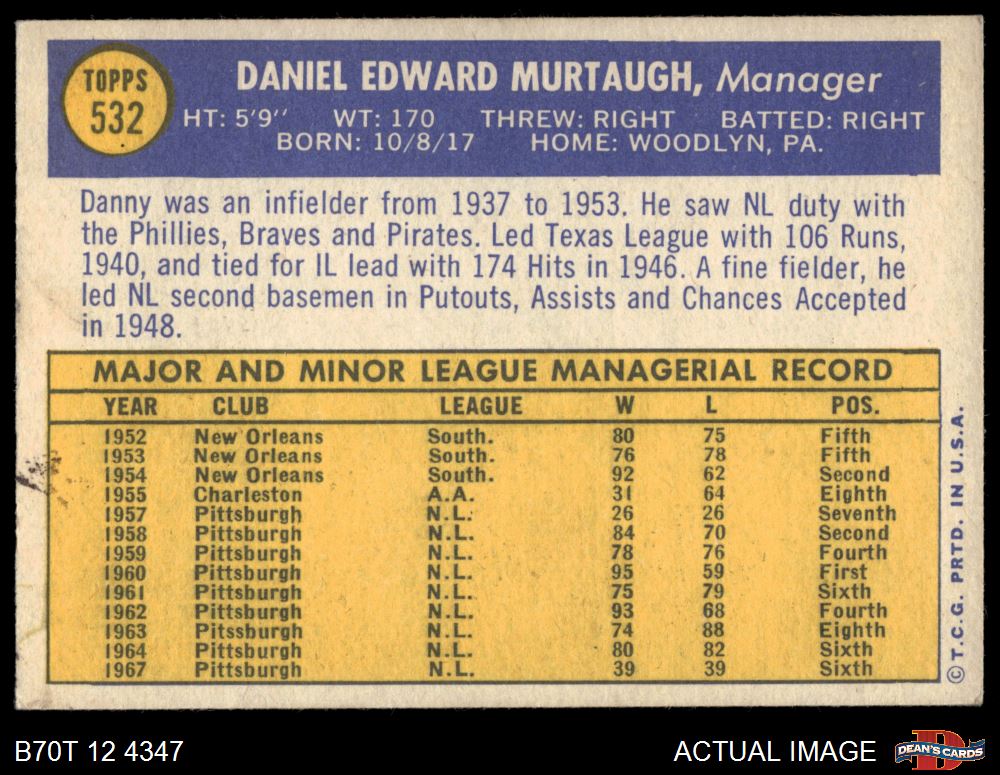 TOPPS
532
DANIEL EDWARD MURTAUGH, Manager
HT: 5'9" WT: 170 THREW: RIGHT BATTED: RIGHT
BORN: 10/8/17 HOME: WOODLYN, PA.
Danny was an infielder from 1937 to 1953. He saw NL duty with
the Phillies, Braves and Pirates. Led Texas League with 106 Runs,
1940, and tied for IL lead with 174 Hits in 1946. A fine fielder, he
led NL second basemen in Putouts, Assists and Chances Accepted
in 1948.
MAJOR AND MINOR LEAGUE MANAGERIAL RECORD
YEAR CLUB LEAGUE W L POS.
1952 New Orleans South. 80 75 Fifth
1953 New Orleans South. 76 78 Fifth
1954 New Orleans South. 92 62 Second
1955 Charleston A.A. 31 64 Eighth
1957 Pittsburgh N.L. 26 26 Seventh
1958 Pittsburgh N.L. 84 70 Second
1959 Pittsburgh N.L. 78 76 Fourth
1960 Pittsburgh N.L. 95 59 First
1961 Pittsburgh N.L. 75 79 Sixth
1962 Pittsburgh N.L. 93 68 Fourth
1963 Pitssburgh N.L. 74 88 Eighth
1964 Pittsburgh N.L. 80 82 Sixth
1967 Pittsburgh N.L. 39 39 Sixth
© T.C.G. PRTD. IN U.S.A.
B70T 12 4347
ACTUAL IMAGE
DEAN'S CARDS